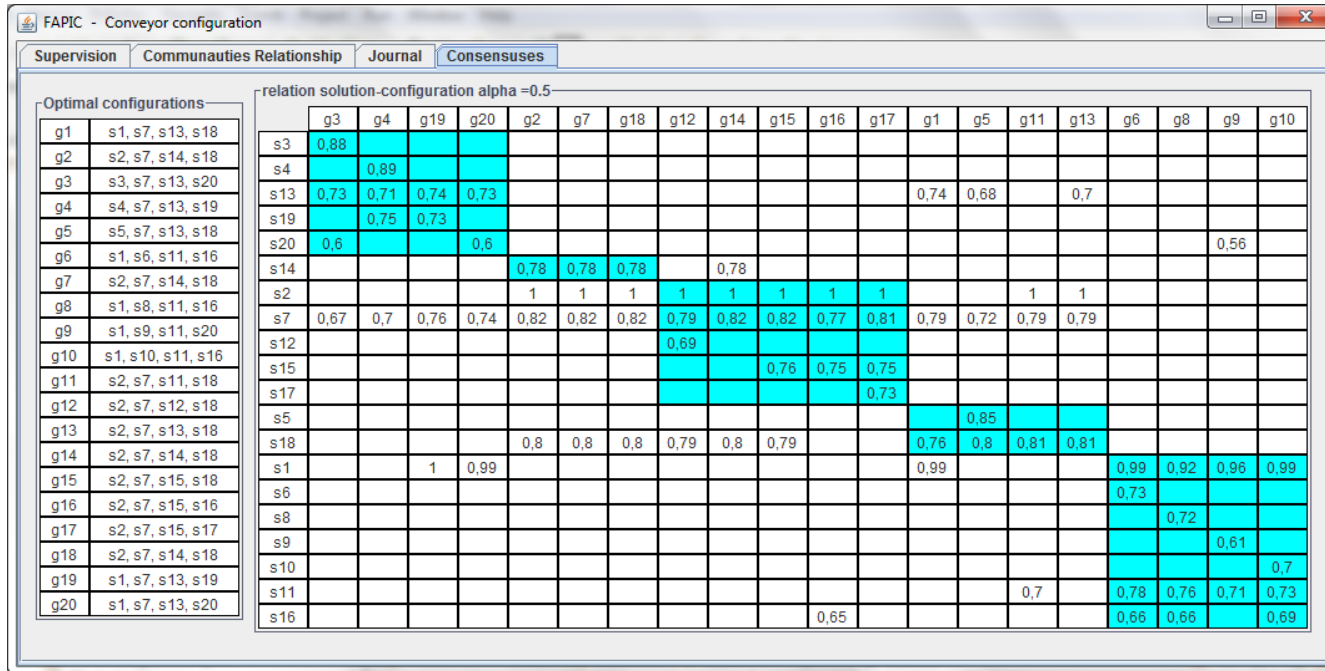 FAPIC - Conveyor configuration
Supervision Communauties Relationship Journal Consensuses
Optimal configurations
g1 s1, s7, s13, s18
g2 s2, s7, s14, s18
g3 s3, s7, s13, s20
g4 s4, s7, s13, s19
g5 s5, s7, s13, s18
g6 s1, s6, s11, s16
g7 s2, s7, s14, s18
g8 s1, s8, s11, s16
g9 s1, s9, s11, s20
g10 s1, s10, s11, s16
g11 s2, s7, s11, s18
g12 s2, s7, s12, s18
g13 s2, s7, s13, s18
g14 s2, s7, s14, s18
g15 s2, s7, s15, s18
g16 s2, s7, s15, s16
g17 s2, s7, s15, s17
g18 s2, s7, s14, s18
g19 s1, s7, s13, s19
g20 s1, s7, s13, s20
relation solution-configuration alpha =0.5
g3 g4 g19 g20 g2 g7 g18 g12 g14 g15 g16 g17 g1 g5 g11 g13 g6 g8 g9 g10
s3 0,88
s4 0,89
s13 0,73 0,71 0,74 0,73 0,74 0,68 0,7
s19 0,75 0,73
s20 0,6 0,6 0,56
s14 0,78 0,78 0,78 0,78
s2 1 1 1 1 1 1 1 1 1 1
s7 0,67 0,7 0,76 0,74 0,82 0,82 0,82 0,79 0,82 0,82 0,77 0,81 0,79 0,72 0,79 0,79
s12 0,69
s15 0,76 0,75 0,75
s17 0,73
s5 0,85
s18 0,8 0,8 0,8 0,79 0,8 0,79 0,76 0,8 0,81 0,81
s1 1 0,99 0,99 0,99 0,92 0,96 0,99
s6 0,73
s8 0,72
s9 0,61
s10 0,7
s11 0,7 0,78 0,76 0,71 0,73
s16 0,65 0,66 0,66 0,69